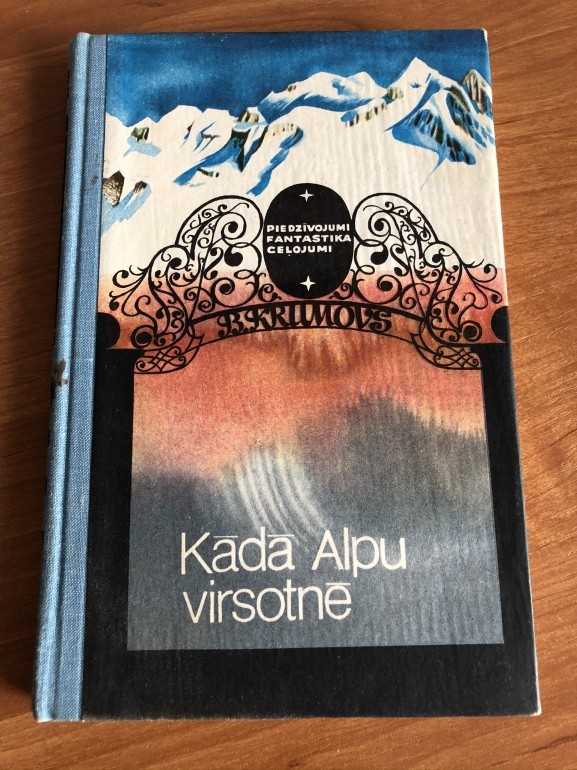 PIEDZĪVOJUMI
FANTASTIKA
CEĻOJUMI
B.KRUMOVS
Kādā Alpu
virsotnē